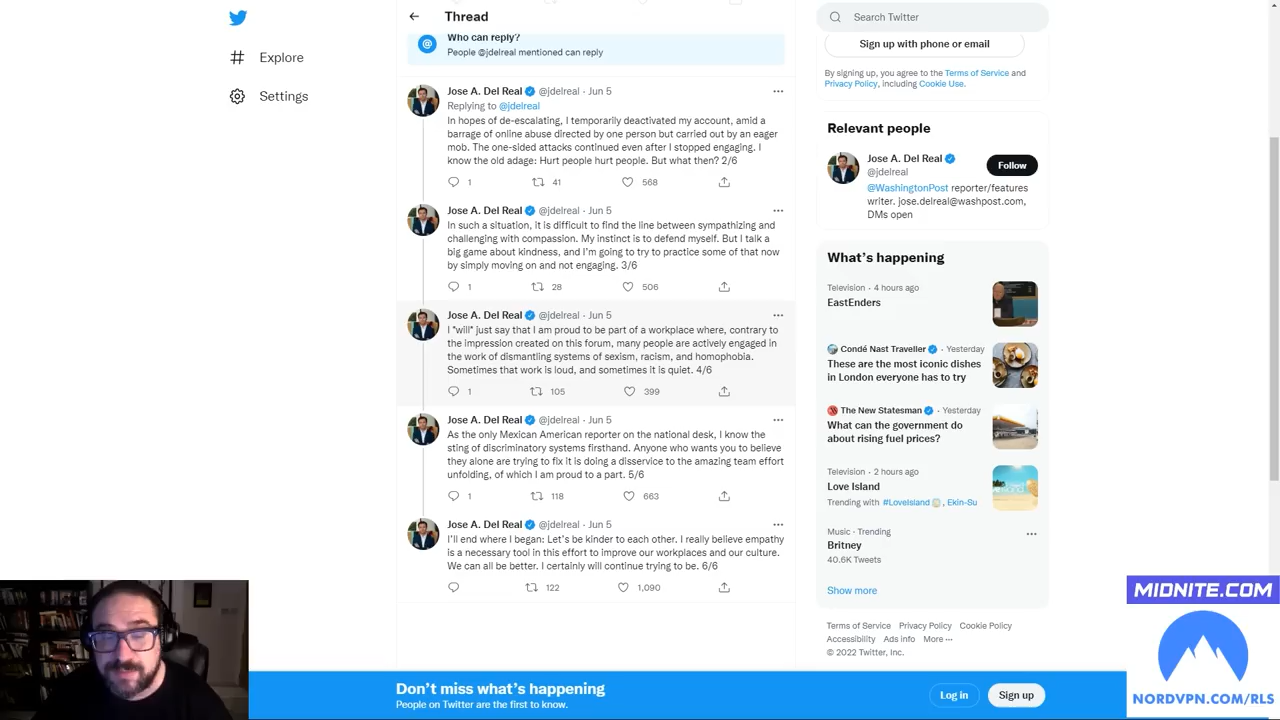 Explore
Settings
Thread
Who can reply?
People @jdelreal mentioned can reply
Jose A. Del Real @jdelreal · Jun 5
Replying to @jdelreal
In hopes of de-escalating, I temporarily deactivated my account, amid a
barrage of online abuse directed by one person but carried out by an eager
mob. The one-sided attacks continued even after I stopped engaging. I
know the old adage: Hurt people hurt people. But what then? 2/6
1 41 568
Jose A. Del Real @jdelreal · Jun 5
In such a situation, it is difficult to find the line between sympathizing and
challenging with compassion. My instinct is to defend myself. But I talk a
big game about kindness, and I'm going to try to practice some of that now
by simply moving on and not engaging. 3/6
1 28 506
Jose A. Del Real @jdelreal · Jun 5
I *will* just say that I am proud to be part of a workplace where, contrary to
the impression created on this forum, many people are actively engaged in
the work of dismantling systems of sexism, racism, and homophobia.
Sometimes that work is loud, and sometimes it is quiet. 4/6
1 105 399
Jose A. Del Real @jdelreal · Jun 5
As the only Mexican American reporter on the national desk, I know the
sting of discriminatory systems firsthand. Anyone who wants you to believe
they alone are trying to fix it is doing a disservice to the amazing team effort
unfolding, of which I am proud to a part. 5/6
1 118 663
Jose A. Del Real @jdelreal · Jun 5
I'll end where I began: Let's be kinder to each other. I really believe empathy
is a necessary tool in this effort to improve our workplaces and our culture.
We can all be better. I certainly will continue trying to be. 6/6
122 1,090
Search Twitter
Sign up with phone or email
By signing up, you agree to the Terms of Service and
Privacy Policy, including Cookie Use.
Relevant people
Jose A. Del Real
@jdelreal
Follow
@WashingtonPost reporter/features
writer. jose.delreal@washpost.com,
DMs open
What's happening
Television · 4 hours ago
EastEnders
Condé Nast Traveller · Yesterday
These are the most iconic dishes
in London everyone has to try
The New Statesman · Yesterday
What can the government do
about rising fuel prices?
Television · 2 hours ago
Love Island
Trending with #LoveIsland, Ekin-Su
Music · Trending
Britney
40.6K Tweets
Show more
Terms of Service Privacy Policy Cookie Policy
Accessibility Ads info More ···
© 2022 Twitter, Inc.
MIDNITE.COM
NORDVPN.COM/RLS
Don't miss what's happening
People on Twitter are the first to know.
Log in
Sign up